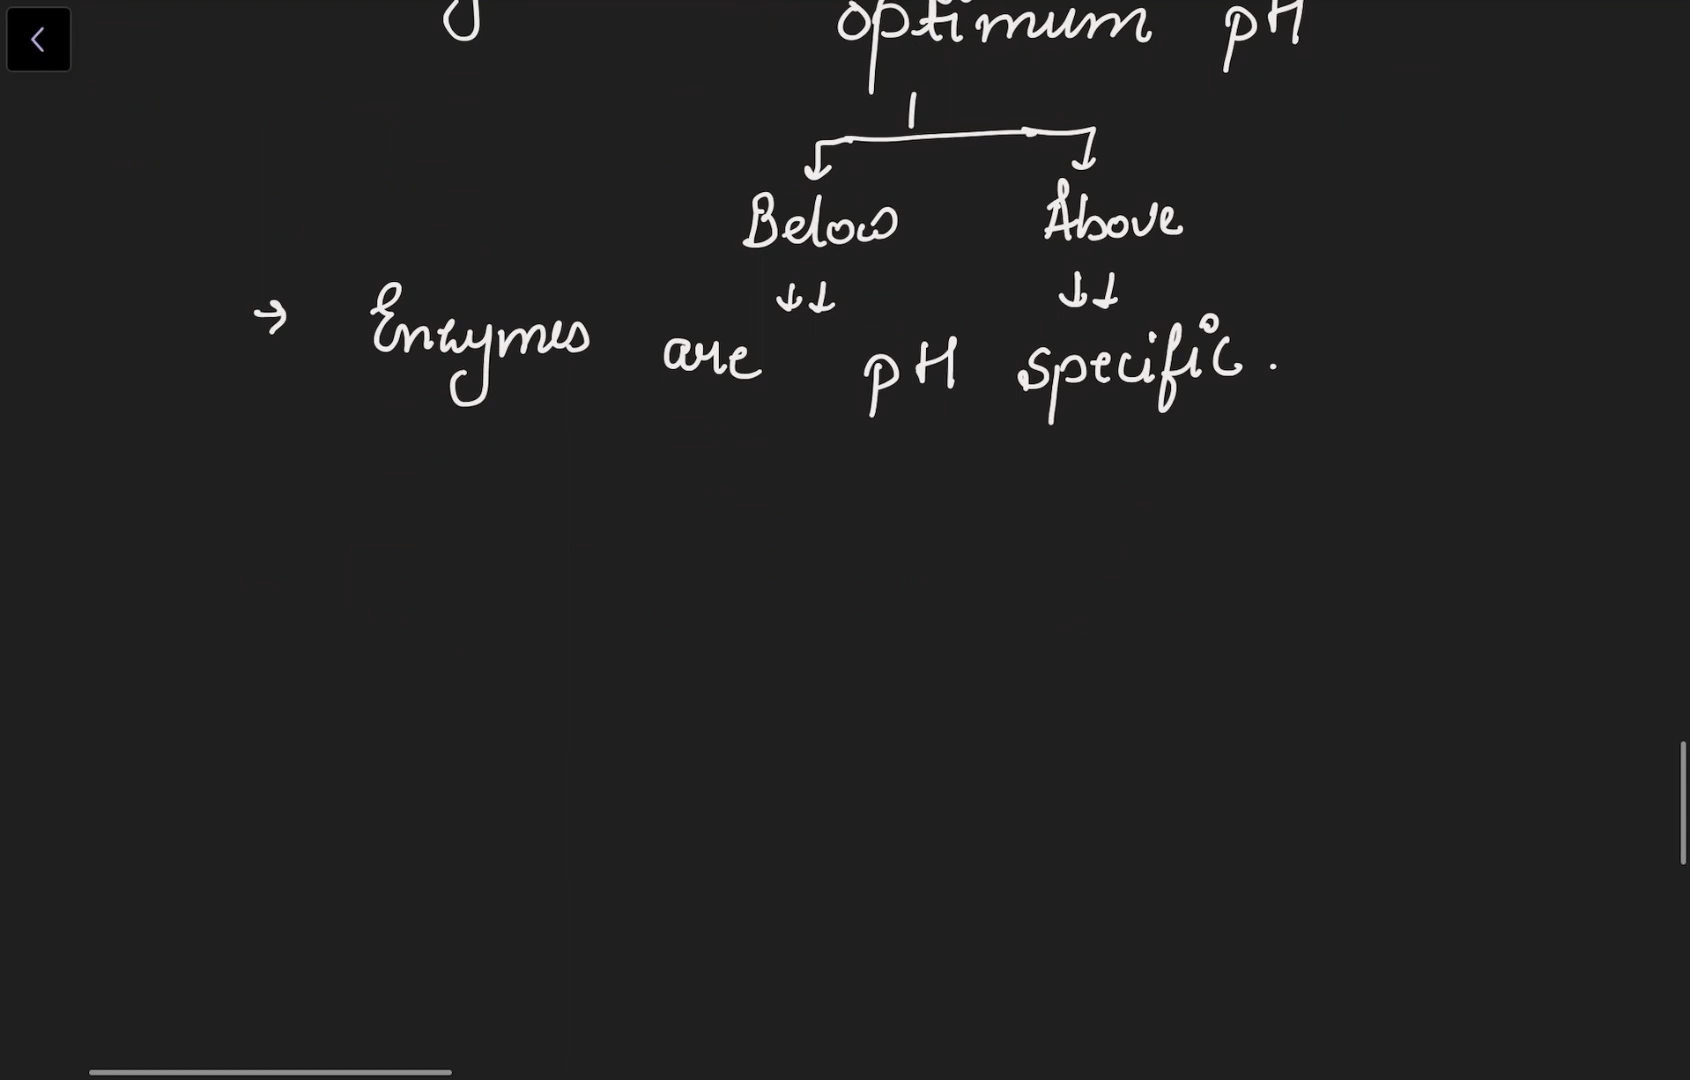 optimum pH
Below Above
↓↓ ↓↓
→ Enzymes are pH specific.